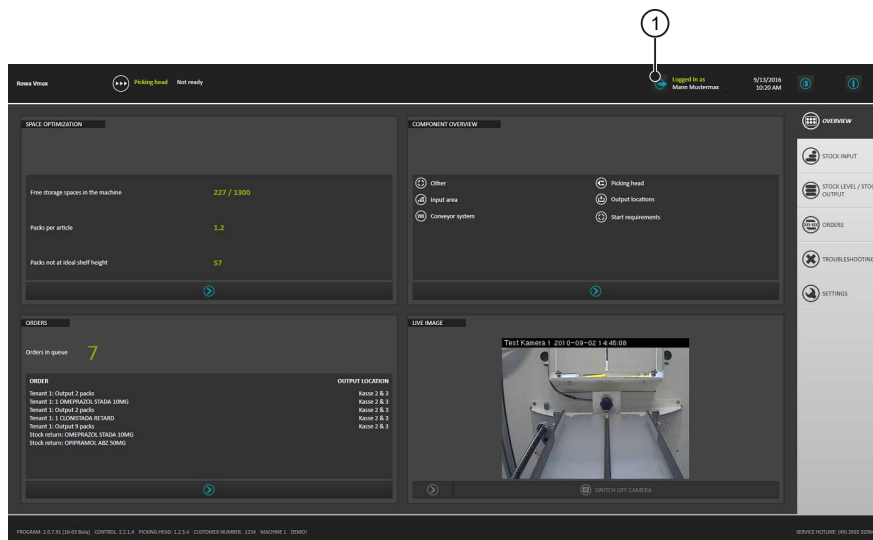 1
Rowa Vmax
Picking head Not ready
Logged in as
Mann Mustermax
9/13/2016
10:20 AM
SPACE OPTIMIZATION
Free storage spaces in the machine 227 / 1300
Packs per article 1.2
Packs not at ideal shelf height 57
COMPONENT OVERVIEW
Other
Input area
Conveyor system
Picking head
Output locations
Start requirements
OVERVIEW
STOCK INPUT
STOCK LEVEL / STOC
OUTPUT
ORDERS
TROUBLESHOOTING
SETTINGS
ORDERS
Orders in queue 7
ORDER OUTPUT LOCATION
Tenant 1: Output 2 packs Kasse 2 & 3
Tenant 1: 1 OMEPRAZOL STADA 10MG Kasse 2 & 3
Tenant 1: Output 2 packs Kasse 2 & 3
Tenant 1: 1 CLONISTADA RETARD Kasse 2 & 3
Tenant 1: Output 9 packs Kasse 2 & 3
Stock return: OMEPRAZOL STADA 10MG
Stock return: OPIPRAMOL ABZ 50MG
LIVE IMAGE
Test Kamera 1 2010-09-02 14:45:08
SWITCH OFF CAMERA
PROGRAM: 2.0.7.91 (16-05 Beta) CONTROL: 2.2.1.4 PICKING HEAD: 1.2.3.4 CUSTOMER NUMBER: 1234 MACHINE 1 DEMO!
SERVICE HOTLINE: (49) 2692 9206